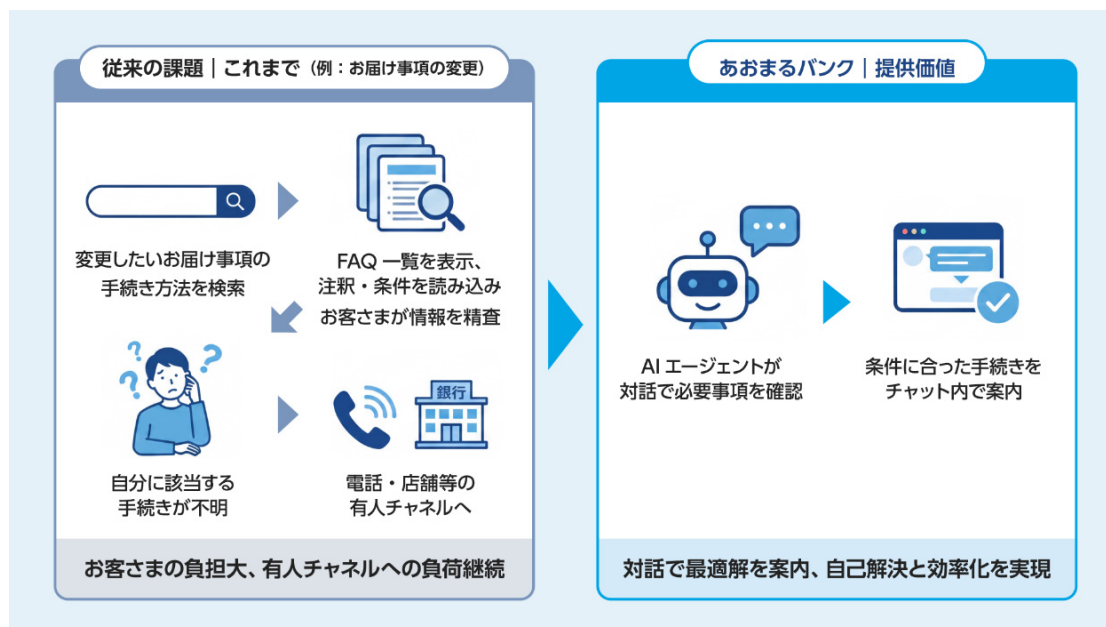 従来の課題｜これまで（例：お届け事項の変更）
変更したいお届け事項の
手続き方法を検索
FAQ 一覧を表示、
注釈・条件を読み込み
お客さまが情報を精査
自分に該当する
手続きが不明
銀行
電話・店舗等の
有人チャネルへ
お客さまの負担大、有人チャネルへの負荷継続
あおまるバンク｜提供価値
AI エージェントが
対話で必要事項を確認
条件に合った手続きを
チャット内で案内
対話で最適解を案内、自己解決と効率化を実現